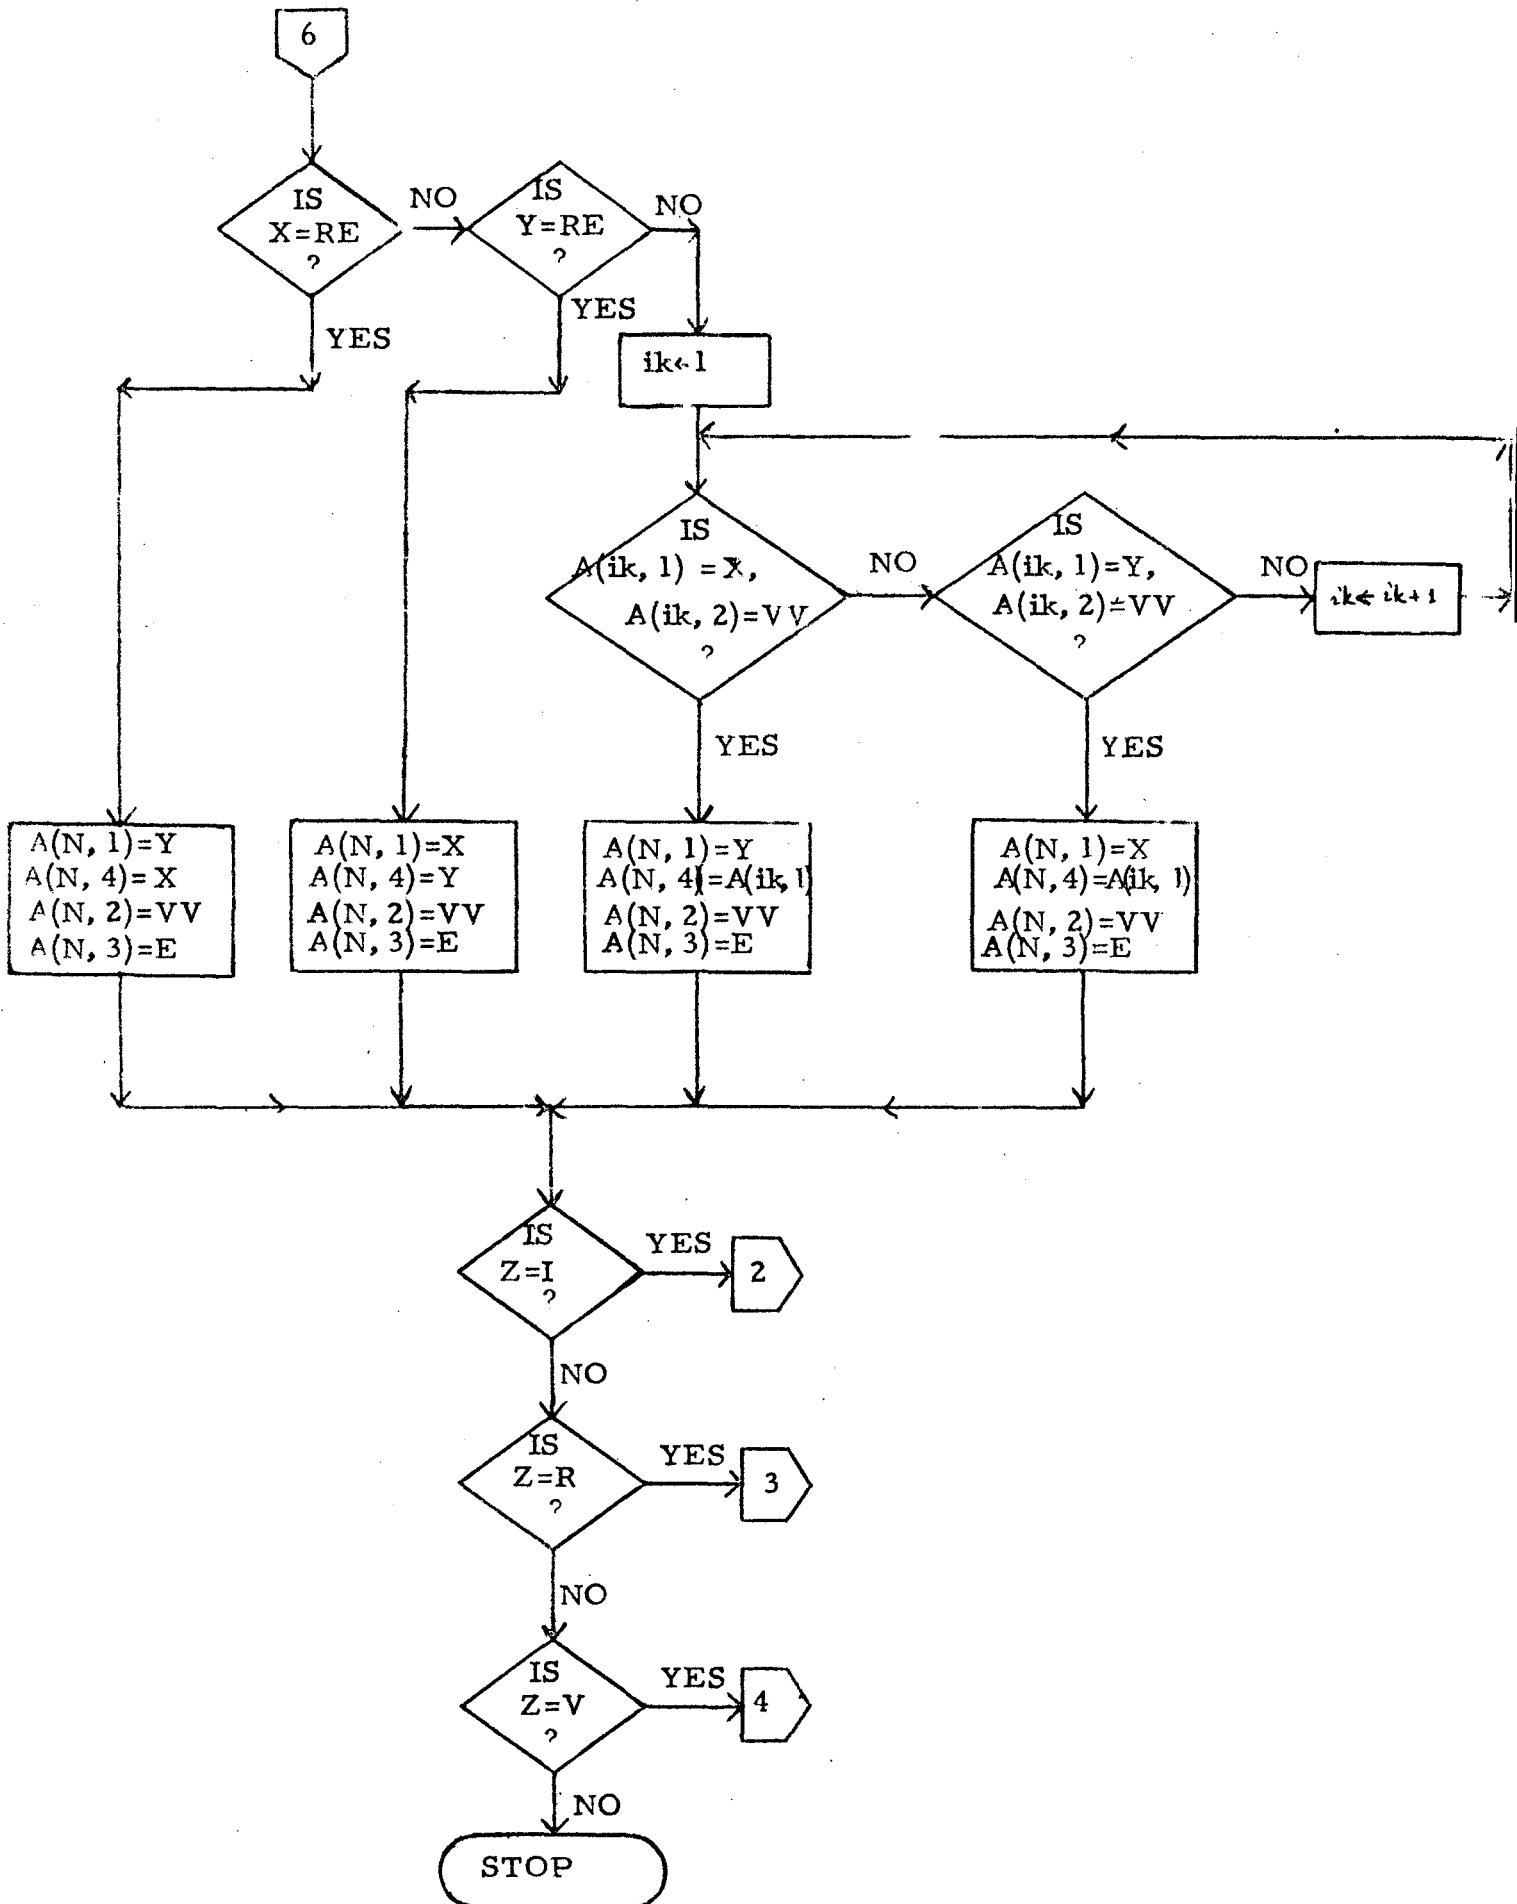 6
IS
X=RE
?
NO
IS
Y=RE
?
NO
YES
YES
ik←1
IS
A(ik, 1) = X,
A(ik, 2)=VV
?
NO
IS
A(ik, 1)=Y,
A(ik, 2)=VV
?
NO
ik← ik+1
YES
YES
A(N, 1)=Y
A(N, 4)=X
A(N, 2)=VV
A(N, 3)=E
A(N, 1)=X
A(N, 4)=Y
A(N, 2)=VV
A(N, 3)=E
A(N, 1)=Y
A(N, 4)=A(ik, 1)
A(N, 2)=VV
A(N, 3)=E
A(N, 1)=X
A(N, 4)=A(ik, 1)
A(N, 2)=VV
A(N, 3)=E
IS
Z=I
?
YES
2
NO
IS
Z=R
?
YES
3
NO
IS
Z=V
?
YES
4
NO
STOP